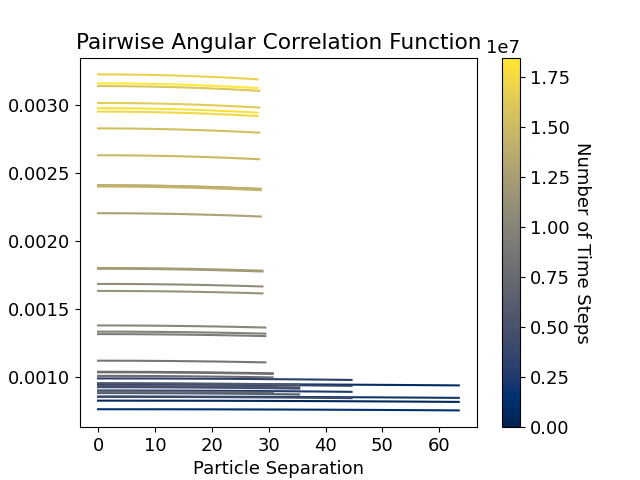 Pairwise Angular Correlation Function
1e7
0.0030
0.0025
0.0020
0.0015
0.0010
0 10 20 30 40 50 60
Particle Separation
1.75
1.50
1.25
1.00
0.75
0.50
0.25
0.00
Number of Time Steps